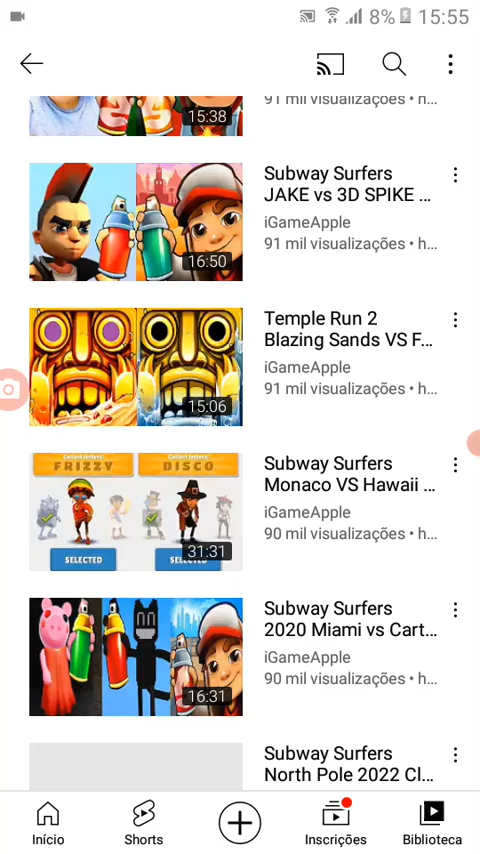 8% 15:55
15:38
91 mil visualizações • h...
16:50
Subway Surfers
JAKE vs 3D SPIKE ...
iGameApple
91 mil visualizações • h...
15:06
Temple Run 2
Blazing Sands VS F...
iGameApple
91 mil visualizações • h...
FRIZZY
DISCO
SELECTED
31:31
Subway Surfers
Monaco VS Hawaii ...
iGameApple
90 mil visualizações • h...
16:31
Subway Surfers
2020 Miami vs Cart...
iGameApple
90 mil visualizações • h...
Subway Surfers
North Pole 2022 Cl...
Início
Shorts
Inscrições
Biblioteca